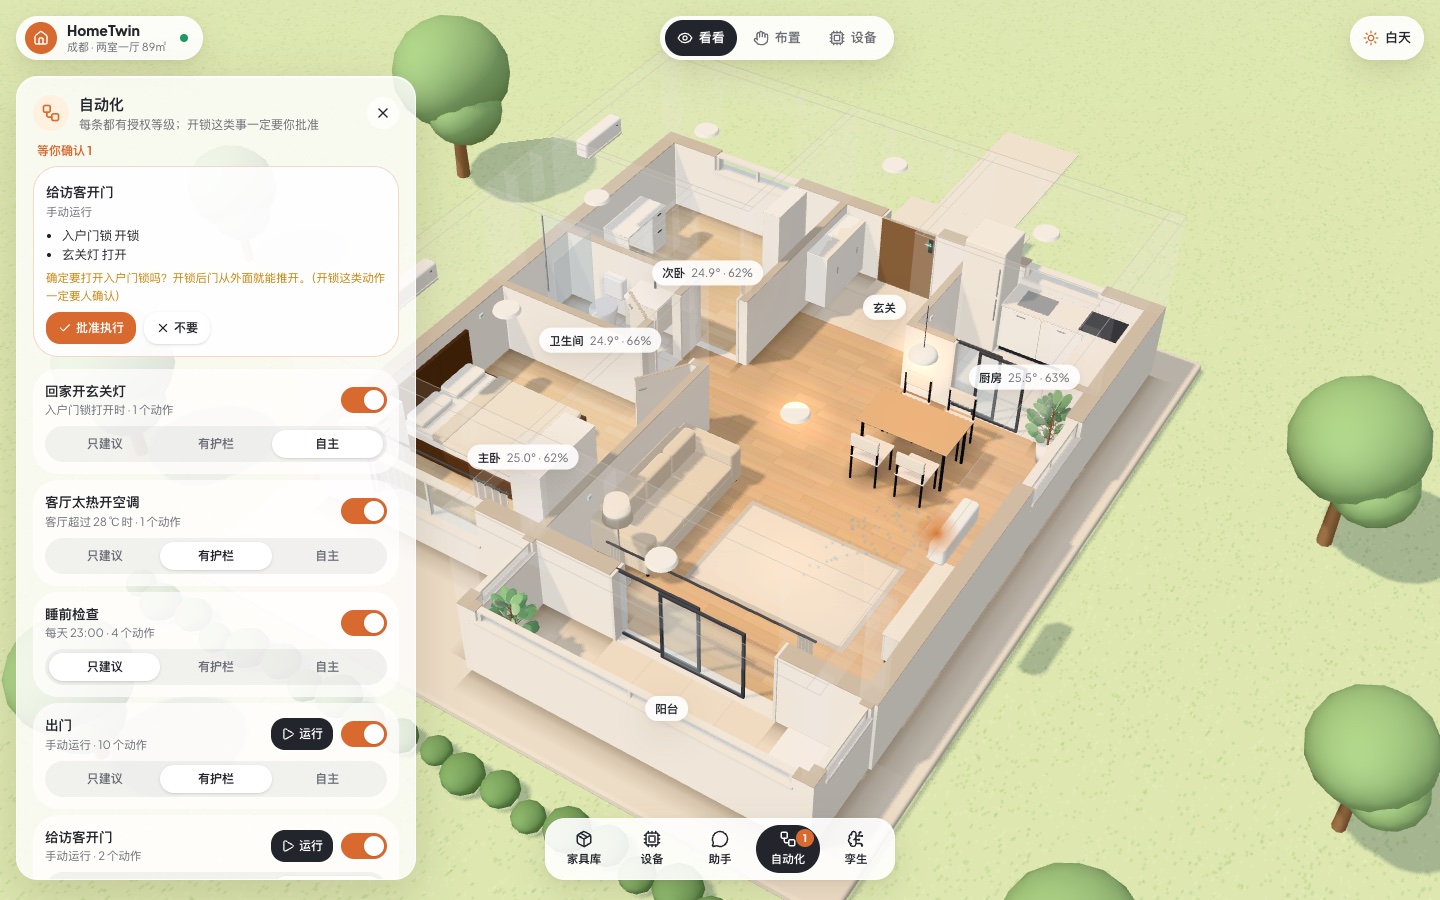 HomeTwin
成都 · 两室一厅 89㎡
看看
布置
设备
白天
自动化
每条都有授权等级；开锁这类事一定要你批准
等你确认 1
给访客开门
手动运行
• 入户门锁 开锁
• 玄关灯 打开
确定要打开入户门锁吗？开锁后门从外面就能推开。（开锁这类动作
一定要人确认）
批准执行
不要
回家开玄关灯
入户门锁打开时 · 1 个动作
只建议 有护栏 自主
客厅太热开空调
客厅超过 28 ℃ 时 · 1 个动作
只建议 有护栏 自主
睡前检查
每天 23:00 · 4 个动作
只建议 有护栏 自主
出门
手动运行 · 10 个动作
运行
只建议 有护栏 自主
给访客开门
手动运行 · 2 个动作
运行
次卧 24.9° · 62%
玄关
卫生间 24.9° · 66%
厨房 25.5° · 63%
主卧 25.0° · 62%
阳台
家具库
设备
助手
自动化
1
孪生